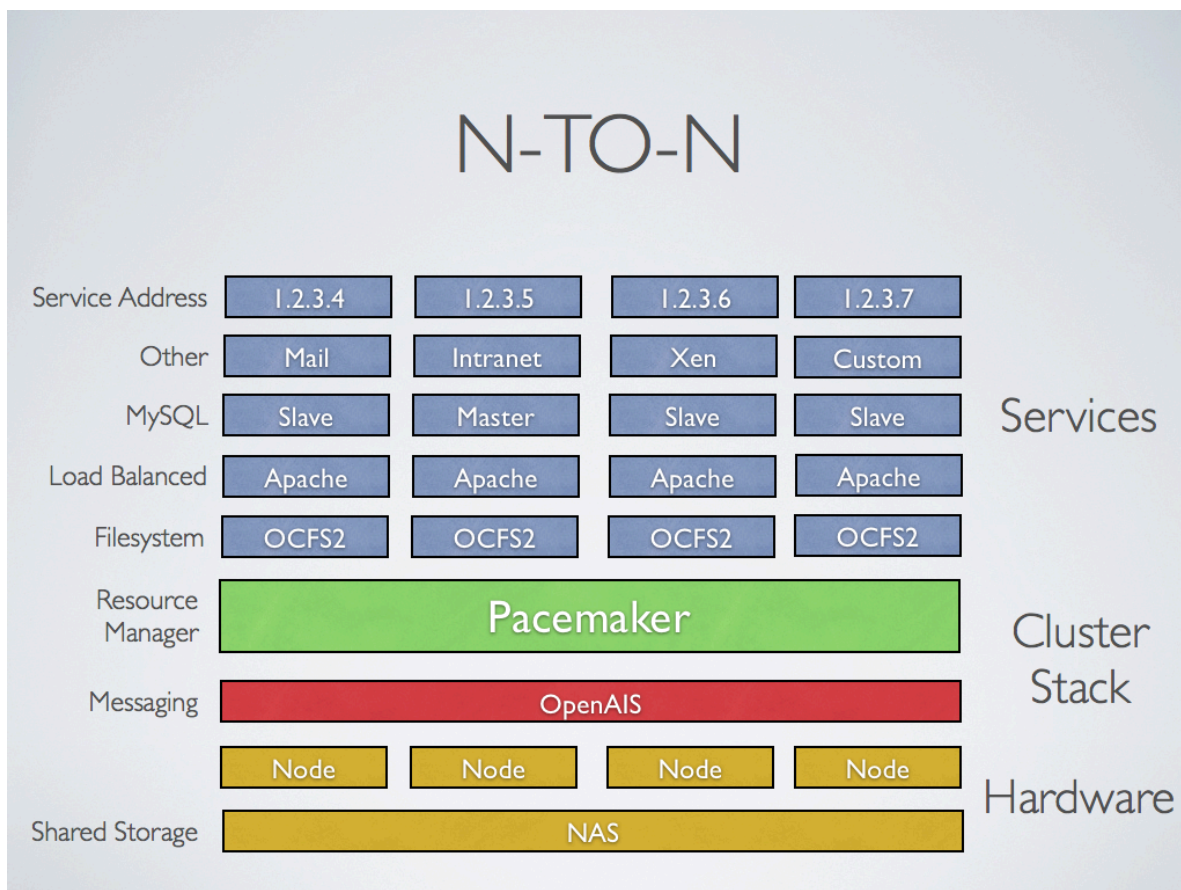 N-TO-N
Service Address 1.2.3.4 1.2.3.5 1.2.3.6 1.2.3.7
Other Mail Intranet Xen Custom
MySQL Slave Master Slave Slave
Services
Load Balanced Apache Apache Apache Apache
Filesystem OCFS2 OCFS2 OCFS2 OCFS2
Resource
Manager
Pacemaker
Cluster
Stack
Messaging OpenAIS
Node Node Node Node
Hardware
Shared Storage NAS